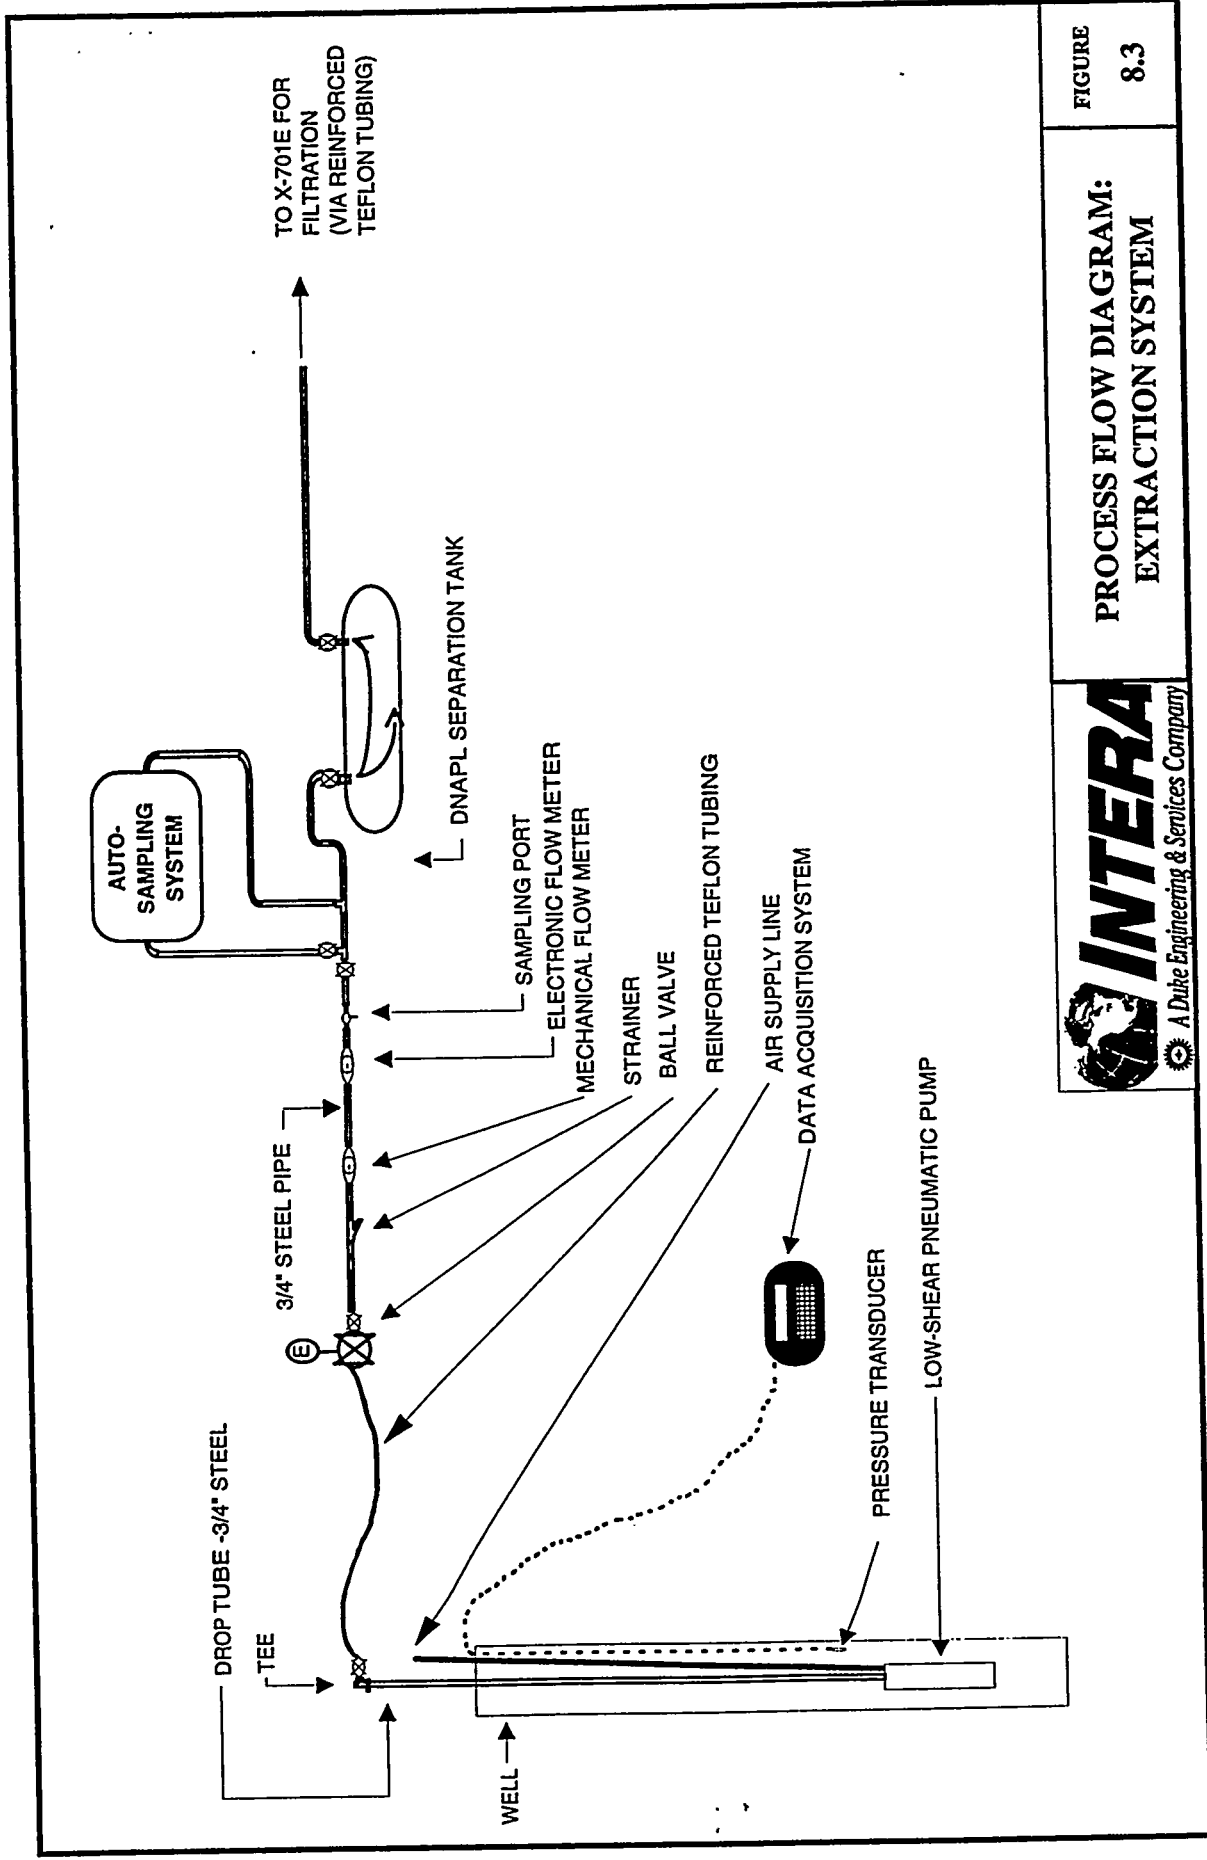 TO X-701E FOR
FILTRATION
(VIA REINFORCED
TEFLON TUBING)
AUTO-
SAMPLING
SYSTEM
DNAPL SEPARATION TANK
SAMPLING PORT
ELECTRONIC FLOW METER
MECHANICAL FLOW METER
STRAINER
BALL VALVE
REINFORCED TEFLON TUBING
AIR SUPPLY LINE
DATA ACQUISITION SYSTEM
3/4" STEEL PIPE
E
DROP TUBE -3/4" STEEL
TEE
WELL
PRESSURE TRANSDUCER
LOW-SHEAR PNEUMATIC PUMP
INTERA
A Duke Engineering & Services Company
PROCESS FLOW DIAGRAM:
EXTRACTION SYSTEM
FIGURE
8.3